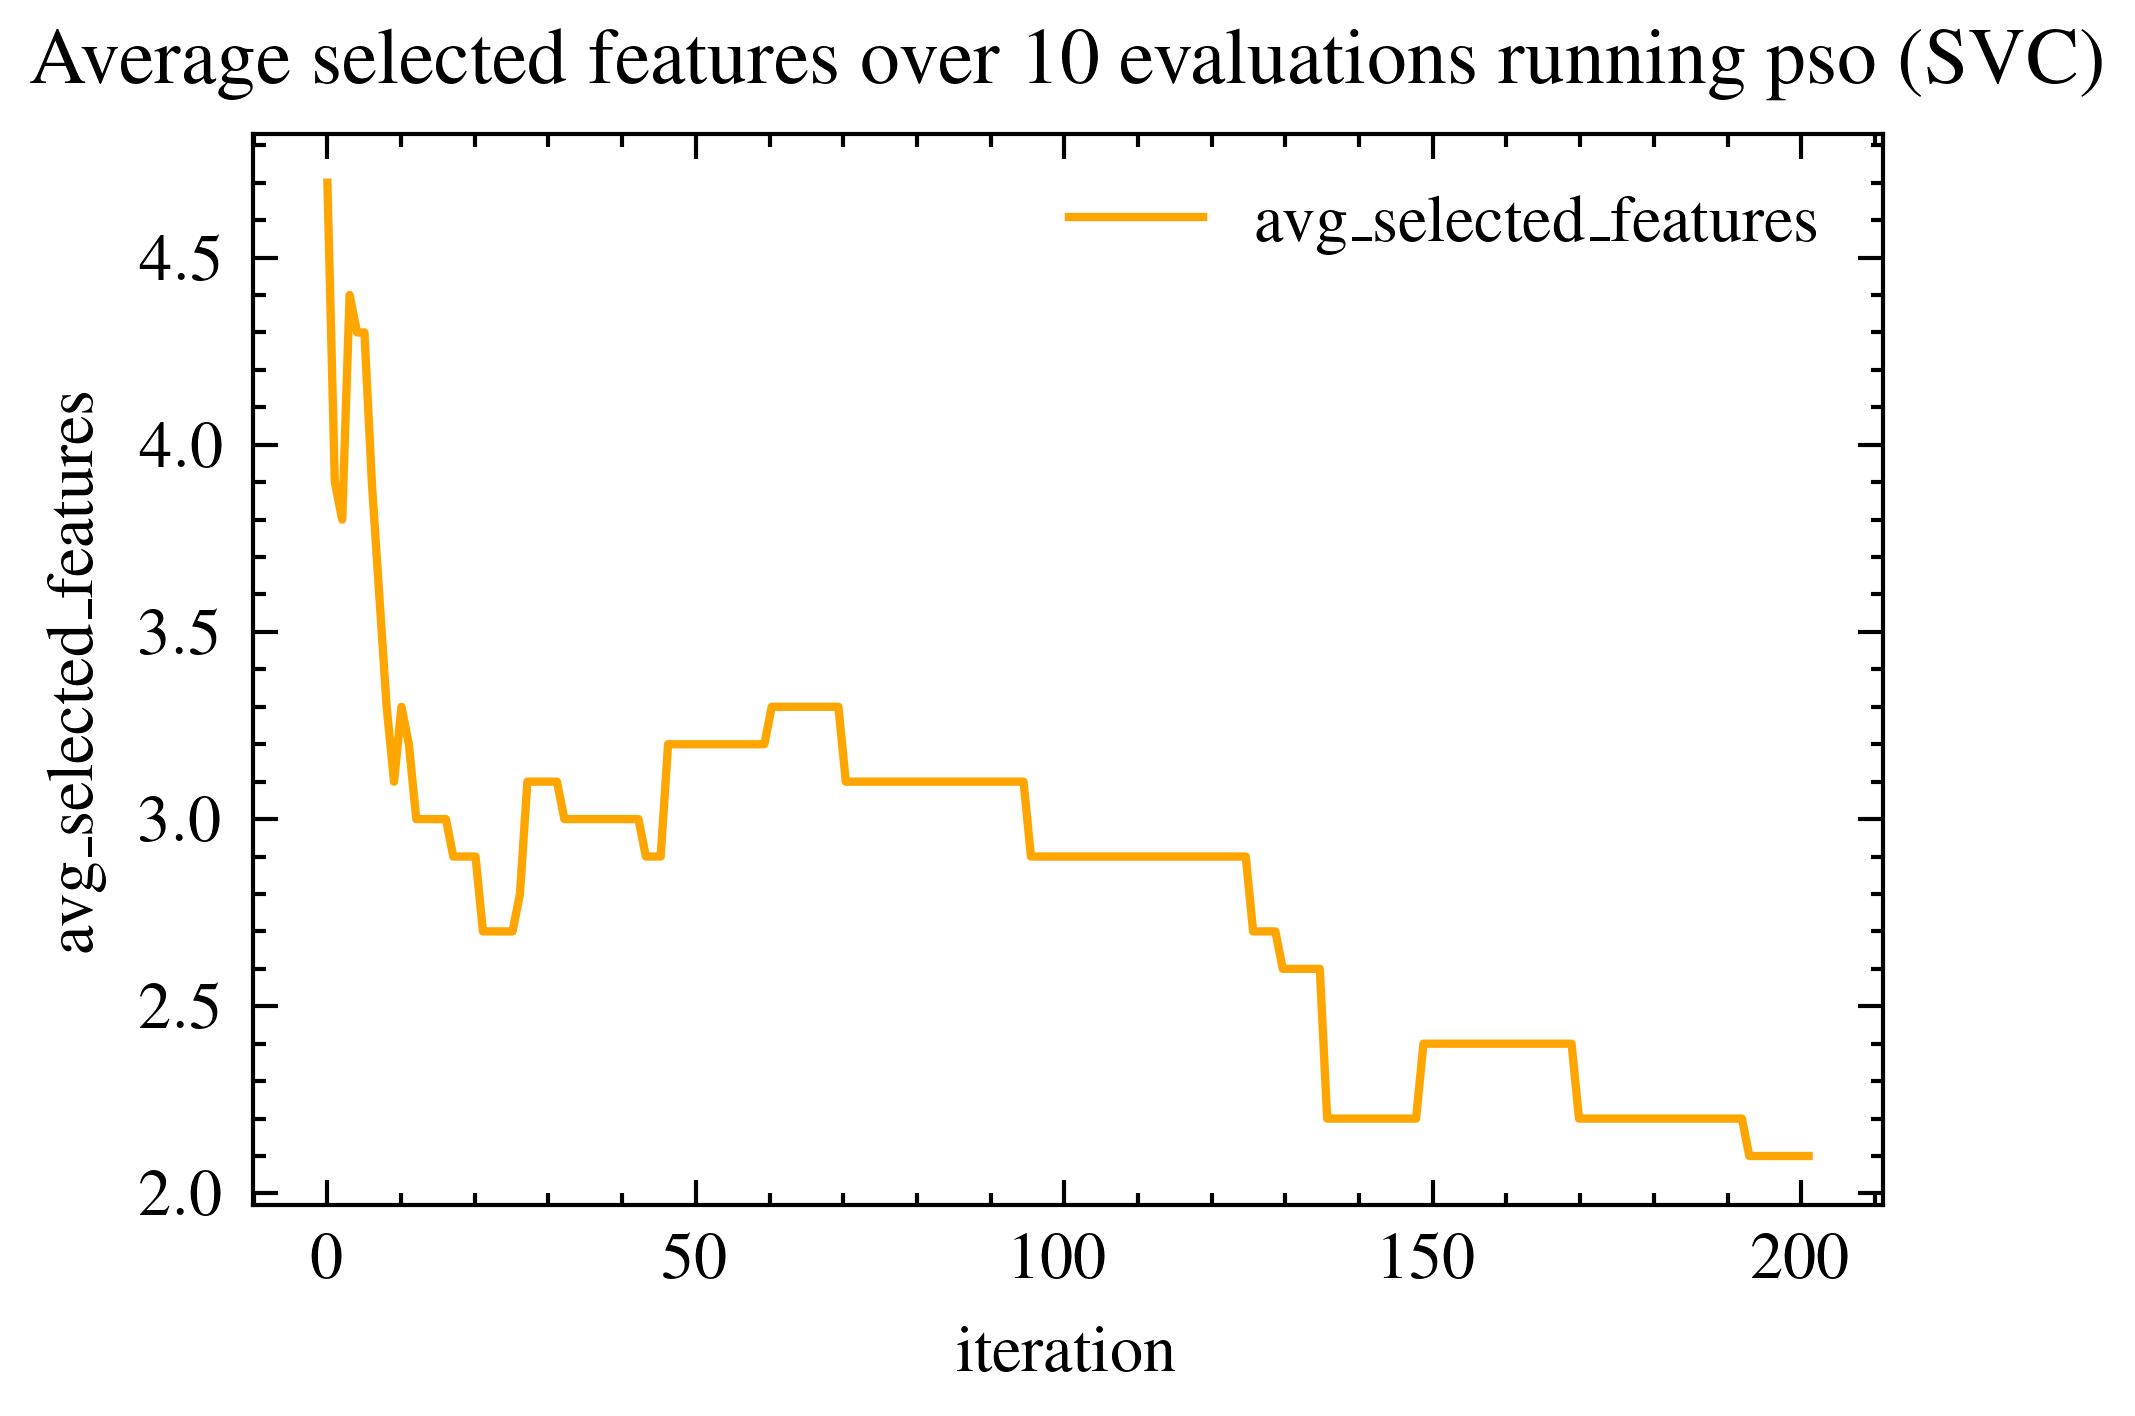 Average selected features over 10 evaluations running pso (SVC)
avg_selected_features
avg_selected_features
4.5
4.0
3.5
3.0
2.5
2.0
0 50 100 150 200
iteration